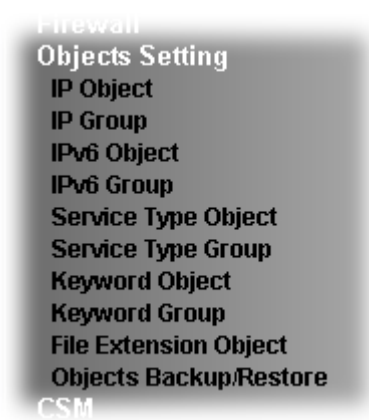 Firewall
Objects Setting
IP Object
IP Group
IPv6 Object
IPv6 Group
Service Type Object
Service Type Group
Keyword Object
Keyword Group
File Extension Object
Objects Backup/Restore
CSM